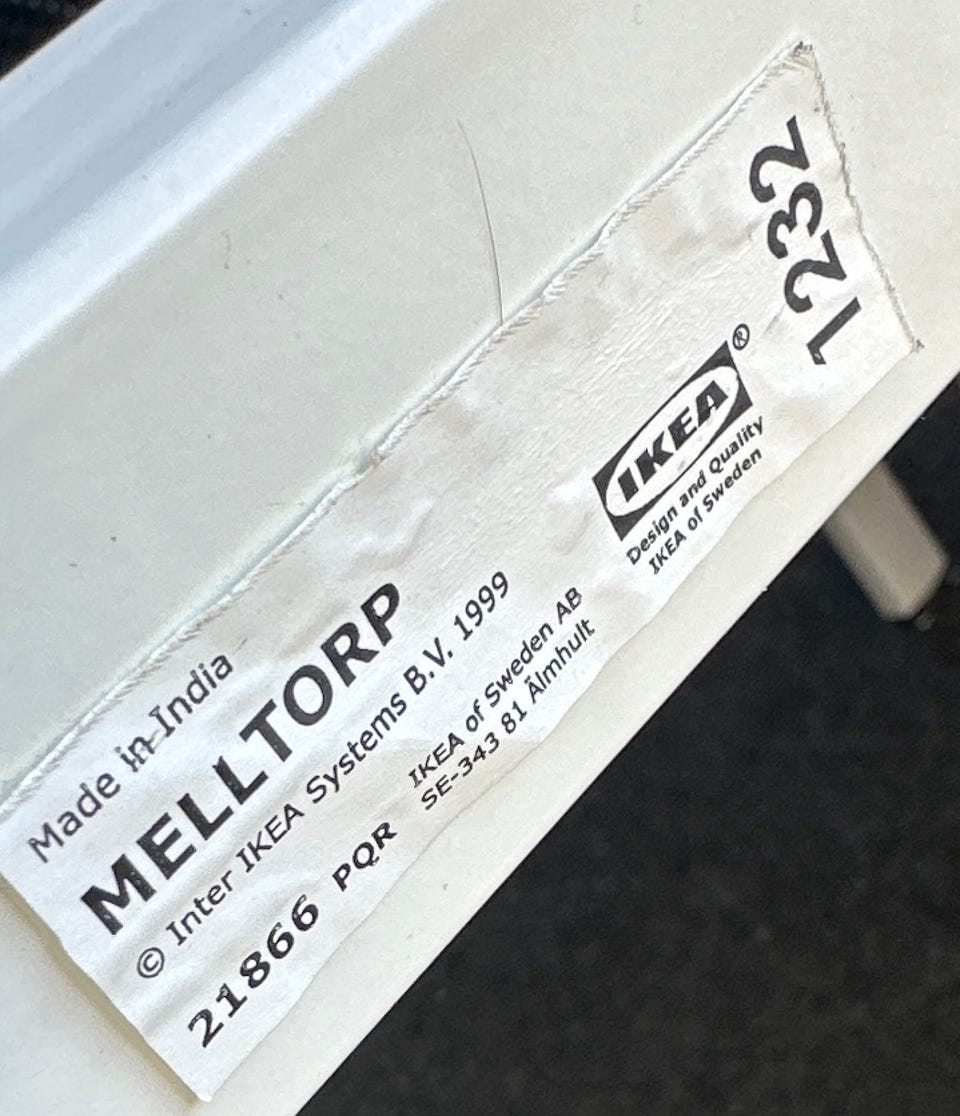 Made in India
MELLTORP
© Inter IKEA Systems B.V. 1999
21866 PQR
IKEA of Sweden AB
SE-343 81 Älmhult
IKEA®
Design and Quality
IKEA of Sweden
1232